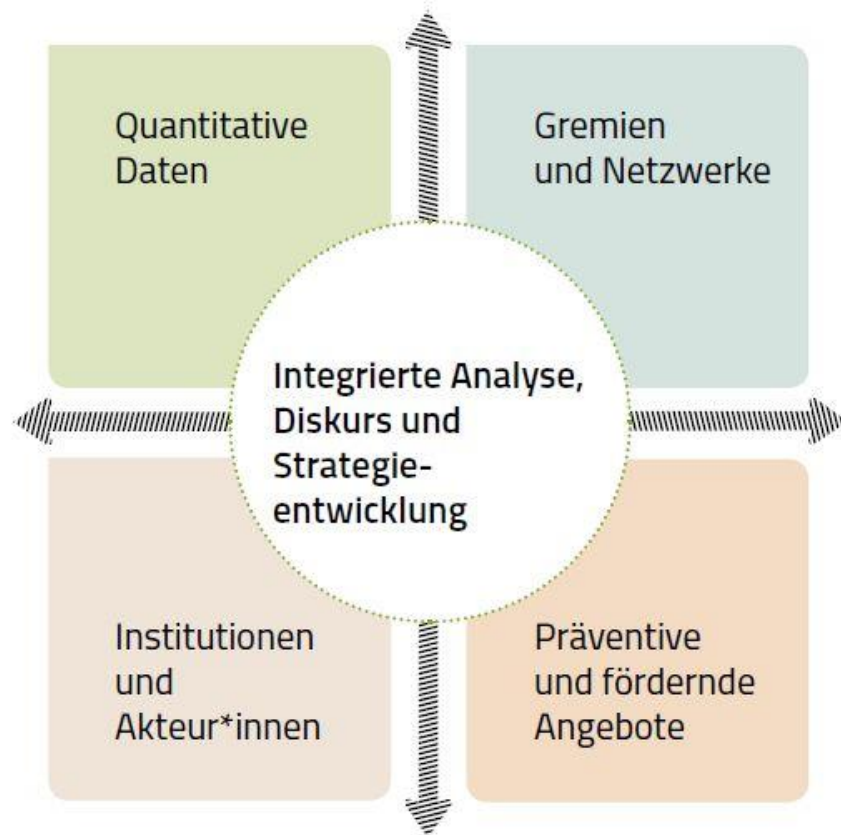 Quantitative
Daten
Gremien
und Netzwerke
Integrierte Analyse,
Diskurs und
Strategie-
entwicklung
Institutionen
und
Akteur*innen
Präventive
und fördernde
Angebote